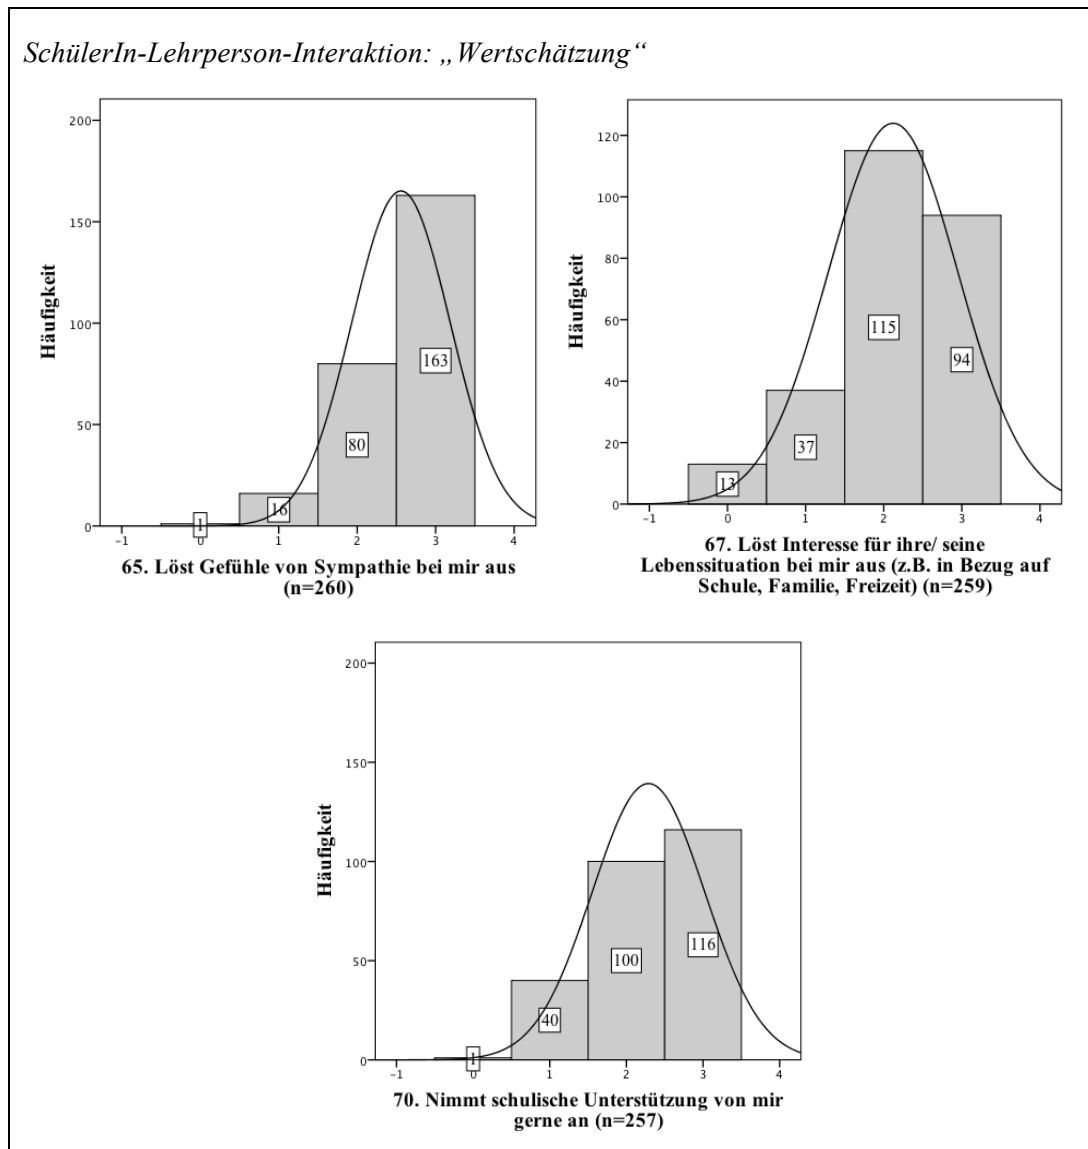 SchülerIn-Lehrperson-Interaktion: „Wertschätzung“
Häufigkeit
200
150
100
50
0
163
80
16
1
-1 0 1 2 3 4
65. Löst Gefühle von Sympathie bei mir aus
(n=260)
Häufigkeit
120
100
80
60
40
20
0
115
94
37
13
-1 0 1 2 3 4
67. Löst Interesse für ihre/ seine
Lebenssituation bei mir aus (z.B. in Bezug auf
Schule, Familie, Freizeit) (n=259)
Häufigkeit
200
150
100
50
0
116
100
40
1
-1 0 1 2 3 4
70. Nimmt schulische Unterstützung von mir
gerne an (n=257)